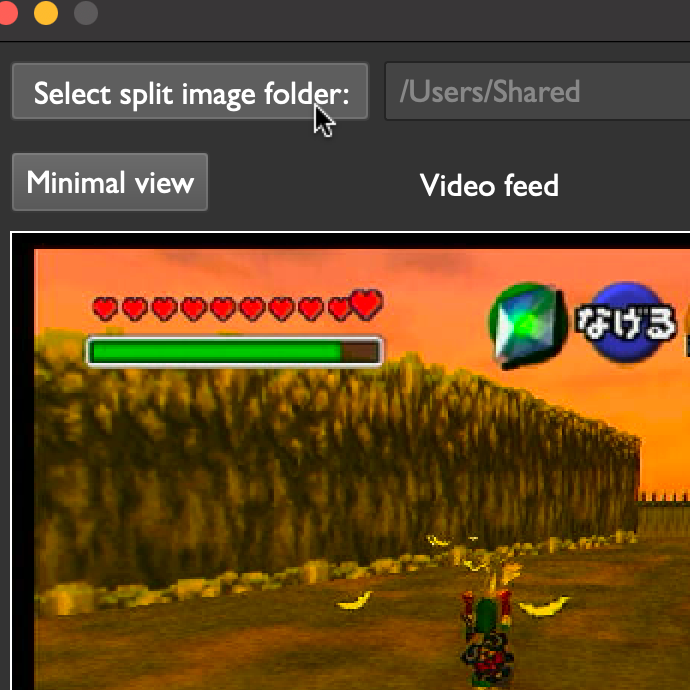 Select split image folder:
/Users/Shared
Minimal view
Video feed
なげる